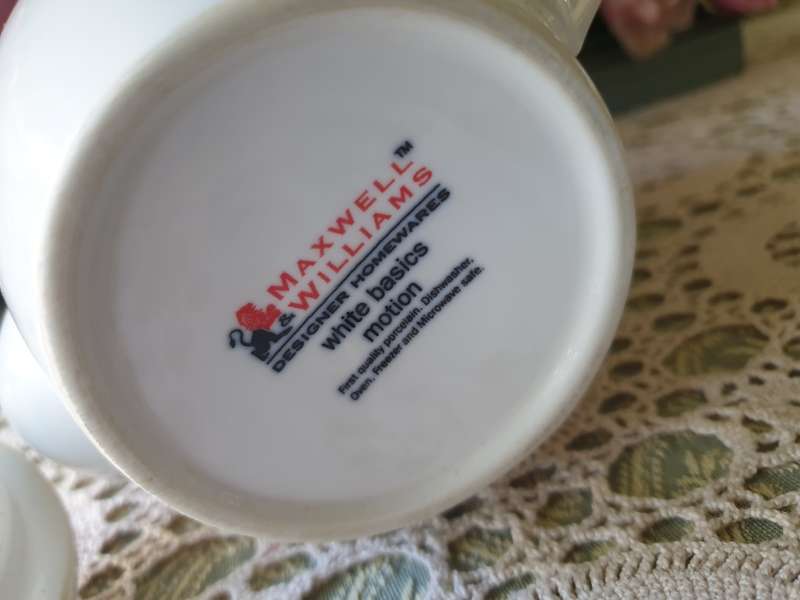 MAXWELL™
& WILLIAMS
DESIGNER HOMEWARES
white basics
motion
First quality porcelain. Dishwasher.
Oven. Freezer and Microwave safe.